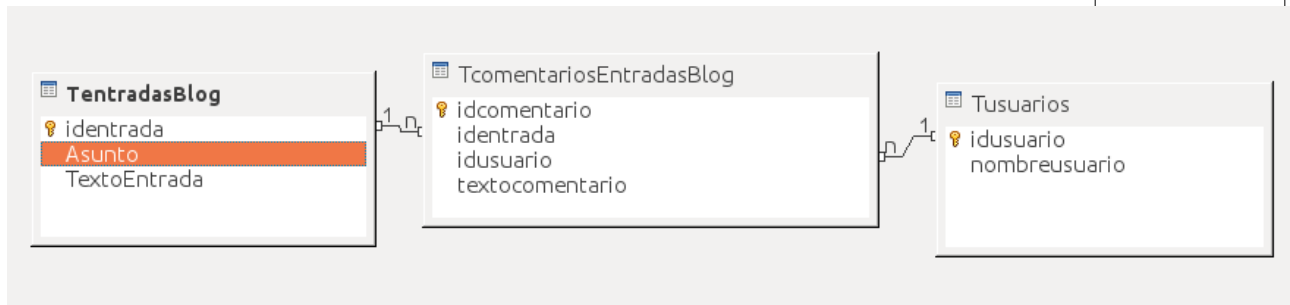 TentradasBlog
identrada
Asunto
TextoEntrada
1
n
TcomentariosEntradasBlog
idcomentario
identrada
idusuario
textocomentario
n
1
Tusuarios
idusuario
nombreusuario